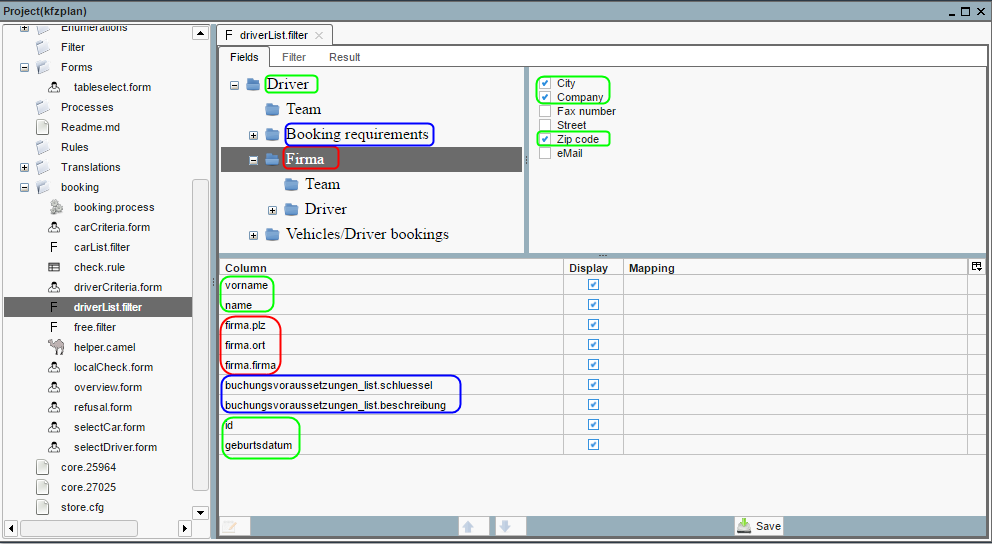 Project(kfzplan)
Enumerations
Filter
Forms
tableselect.form
Processes
Readme.md
Rules
Translations
booking
booking.process
carCriteria.form
carList.filter
check.rule
driverCriteria.form
driverList.filter
free.filter
helper.camel
localCheck.form
overview.form
refusal.form
selectCar.form
selectDriver.form
core.25964
core.27025
store.cfg
F driverList.filter
Fields Filter Result
Driver
Team
Booking requirements
Firma
Team
Driver
Vehicles/Driver bookings
City
Company
Fax number
Street
Zip code
eMail
Column Display Mapping
vorname
name
firma.plz
firma.ort
firma.firma
buchungsvoraussetzungen_list.schluessel
buchungsvoraussetzungen_list.beschreibung
id
geburtsdatum
Save